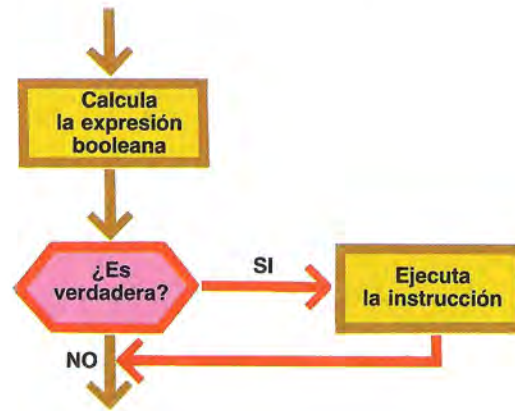 Calcula
la expresión
booleana
¿Es
verdadera?
SI
Ejecuta
la instrucción
NO